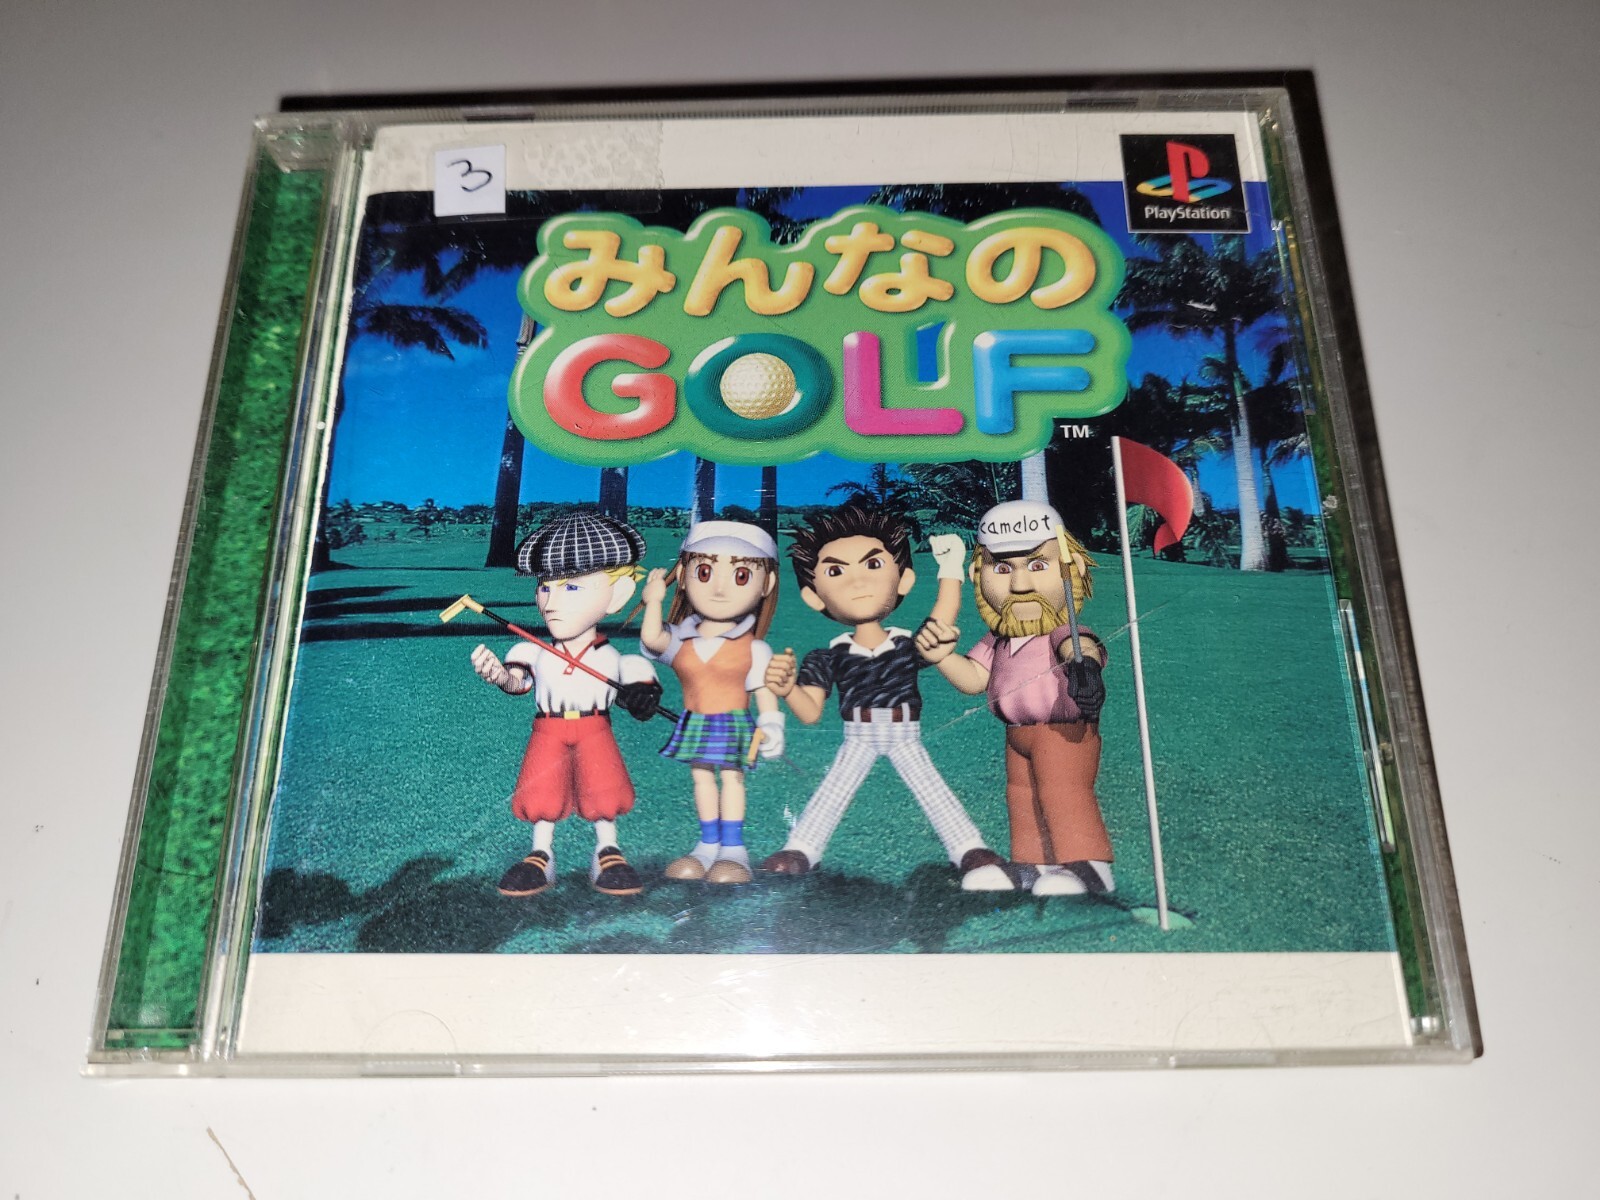 3
PlayStation
みんなの
GOLF
TM
camelot